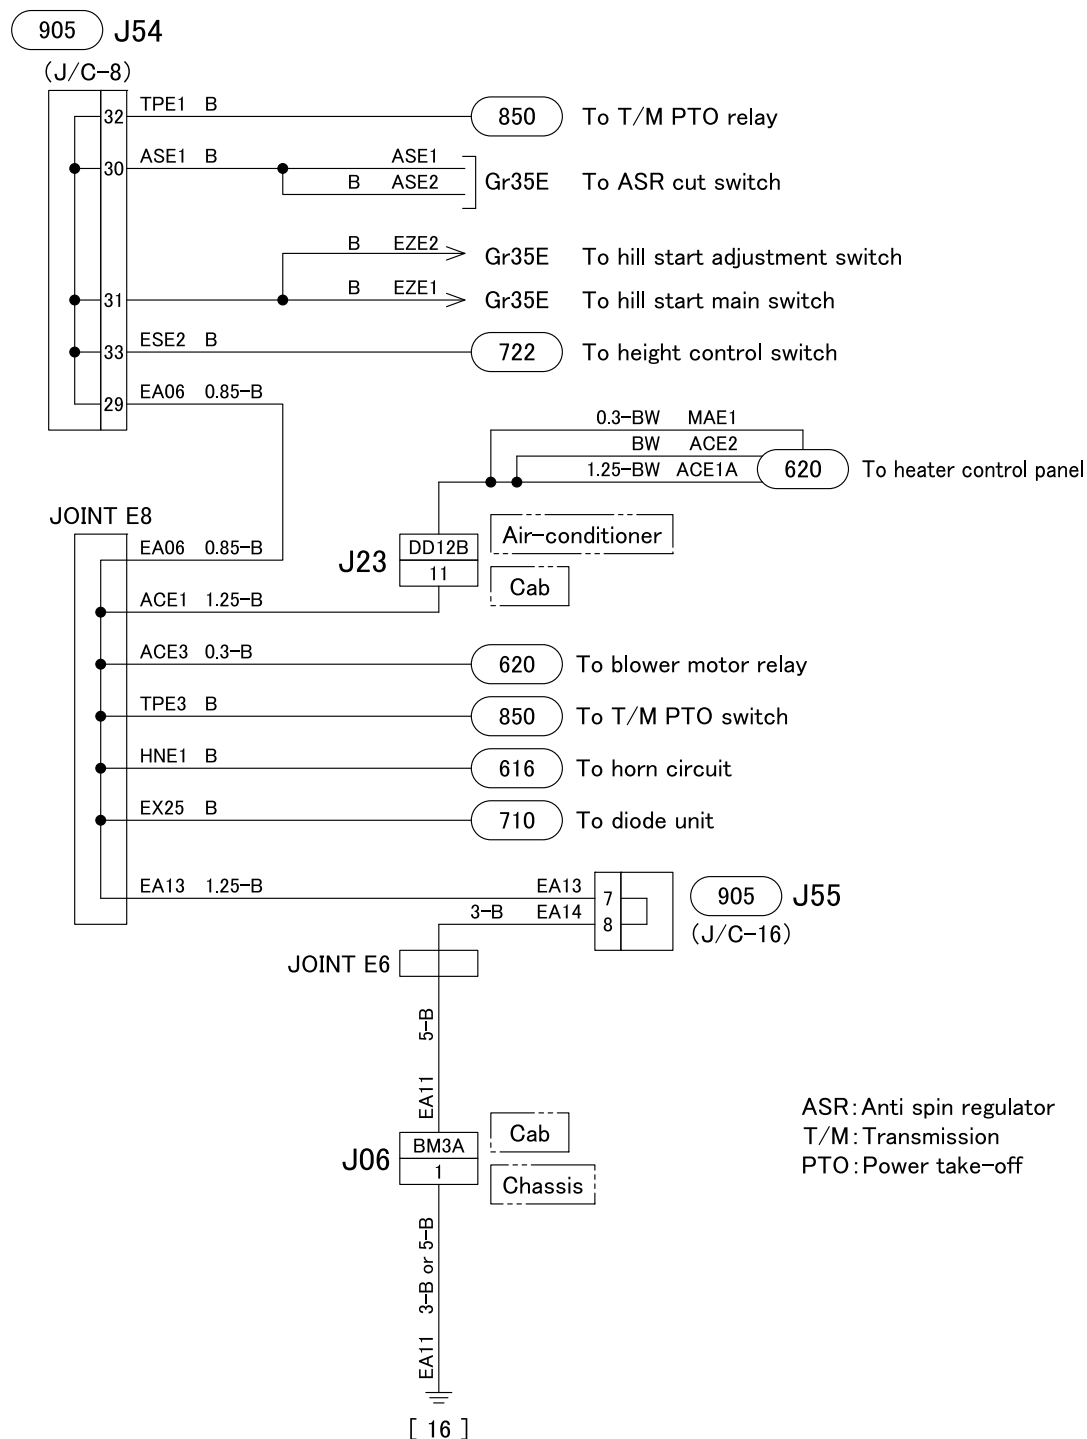 905 J54
(J/C-8)
32 TPE1 B 850 To T/M PTO relay
30 ASE1 B ASE1
B ASE2 Gr35E To ASR cut switch
B EZE2 Gr35E To hill start adjustment switch
31 B EZE1 Gr35E To hill start main switch
33 ESE2 B 722 To height control switch
29 EA06 0.85-B
0.3-BW MAE1
BW ACE2
1.25-BW ACE1A 620 To heater control panel
JOINT E8
EA06 0.85-B
J23 DD12B Air-conditioner
11 Cab
ACE1 1.25-B
ACE3 0.3-B 620 To blower motor relay
TPE3 B 850 To T/M PTO switch
HNE1 B 616 To horn circuit
EX25 B 710 To diode unit
EA13 1.25-B EA13 7 905 J55
3-B EA14 8 (J/C-16)
JOINT E6
EA11 5-B
J06 BM3A Cab
1 Chassis
EA11 3-B or 5-B
[ 16 ]
ASR:Anti spin regulator
T/M:Transmission
PTO:Power take-off